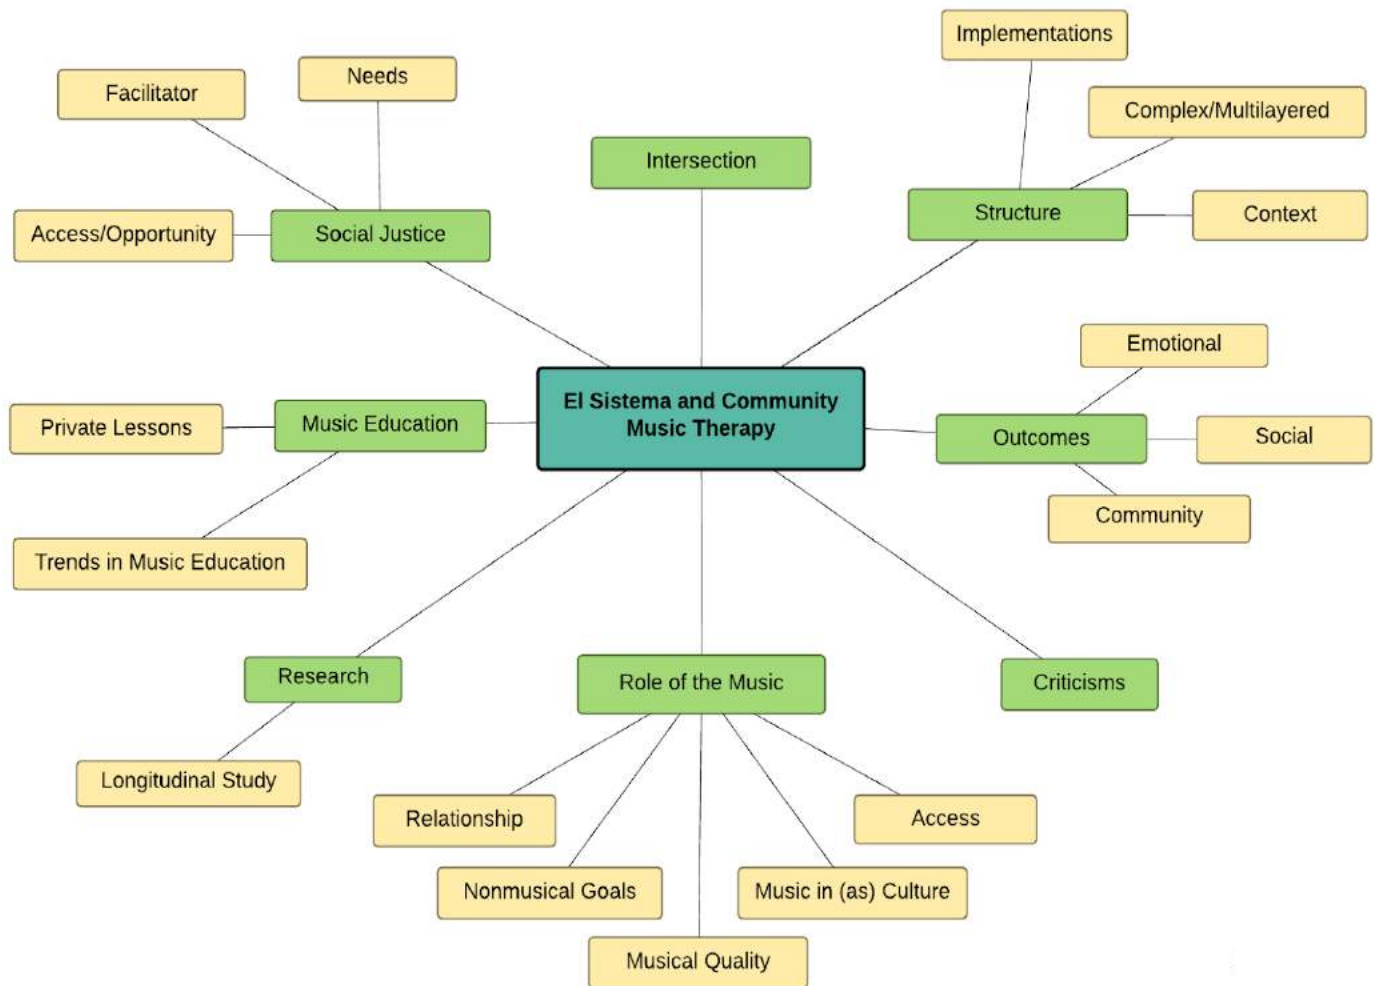 Implementations
Needs
Facilitator
Complex/Multilayered
Intersection
Structure
Context
Access/Opportunity
Social Justice
Emotional
El Sistema and Community
Music Therapy
Music Education
Private Lessons
Outcomes
Social
Community
Trends in Music Education
Research
Role of the Music
Criticisms
Longitudinal Study
Relationship
Access
Nonmusical Goals
Music in (as) Culture
Musical Quality